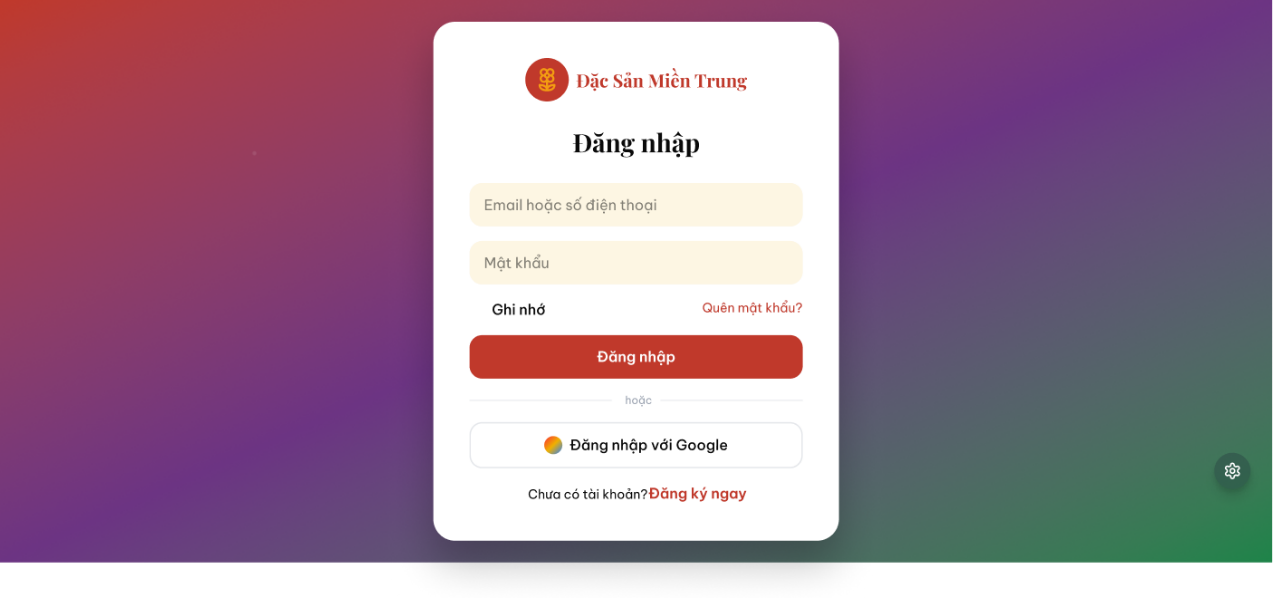 Đặc Sản Miền Trung
Đăng nhập
Email hoặc số điện thoại
Mật khẩu
Ghi nhớ
Quên mật khẩu?
Đăng nhập
hoặc
Đăng nhập với Google
Chưa có tài khoản? Đăng ký ngay